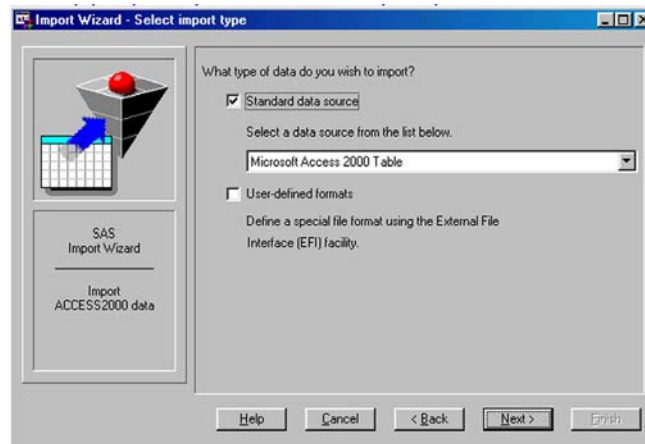 Import Wizard - Select import type
What type of data do you wish to import?
Standard data source
Select a data source from the list below.
Microsoft Access 2000 Table
User-defined formats
Define a special file format using the External File
Interface (EFI) facility.
SAS
Import Wizard
Import
ACCESS2000 data
Help
Cancel
< Back
Next >
Finish